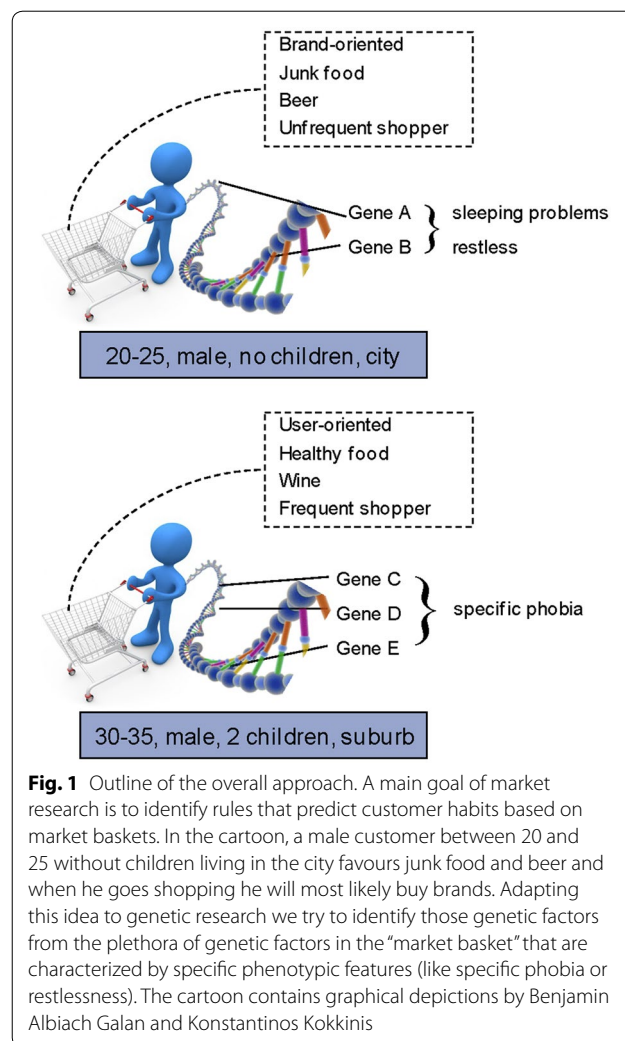 Brand-oriented
Junk food
Beer
Unfrequent shopper
Gene A
sleeping problems
Gene B
restless
20-25, male, no children, city
User-oriented
Healthy food
Wine
Frequent shopper
Gene C
Gene D
specific phobia
Gene E
30-35, male, 2 children, suburb
Fig. 1 Outline of the overall approach. A main goal of market
research is to identify rules that predict customer habits based on
market baskets. In the cartoon, a male customer between 20 and
25 without children living in the city favours junk food and beer and
when he goes shopping he will most likely buy brands. Adapting
this idea to genetic research we try to identify those genetic factors
from the plethora of genetic factors in the “market basket” that are
characterized by specific phenotypic features (like specific phobia or
restlessness). The cartoon contains graphical depictions by Benjamin
Albiach Galan and Konstantinos Kokkinis